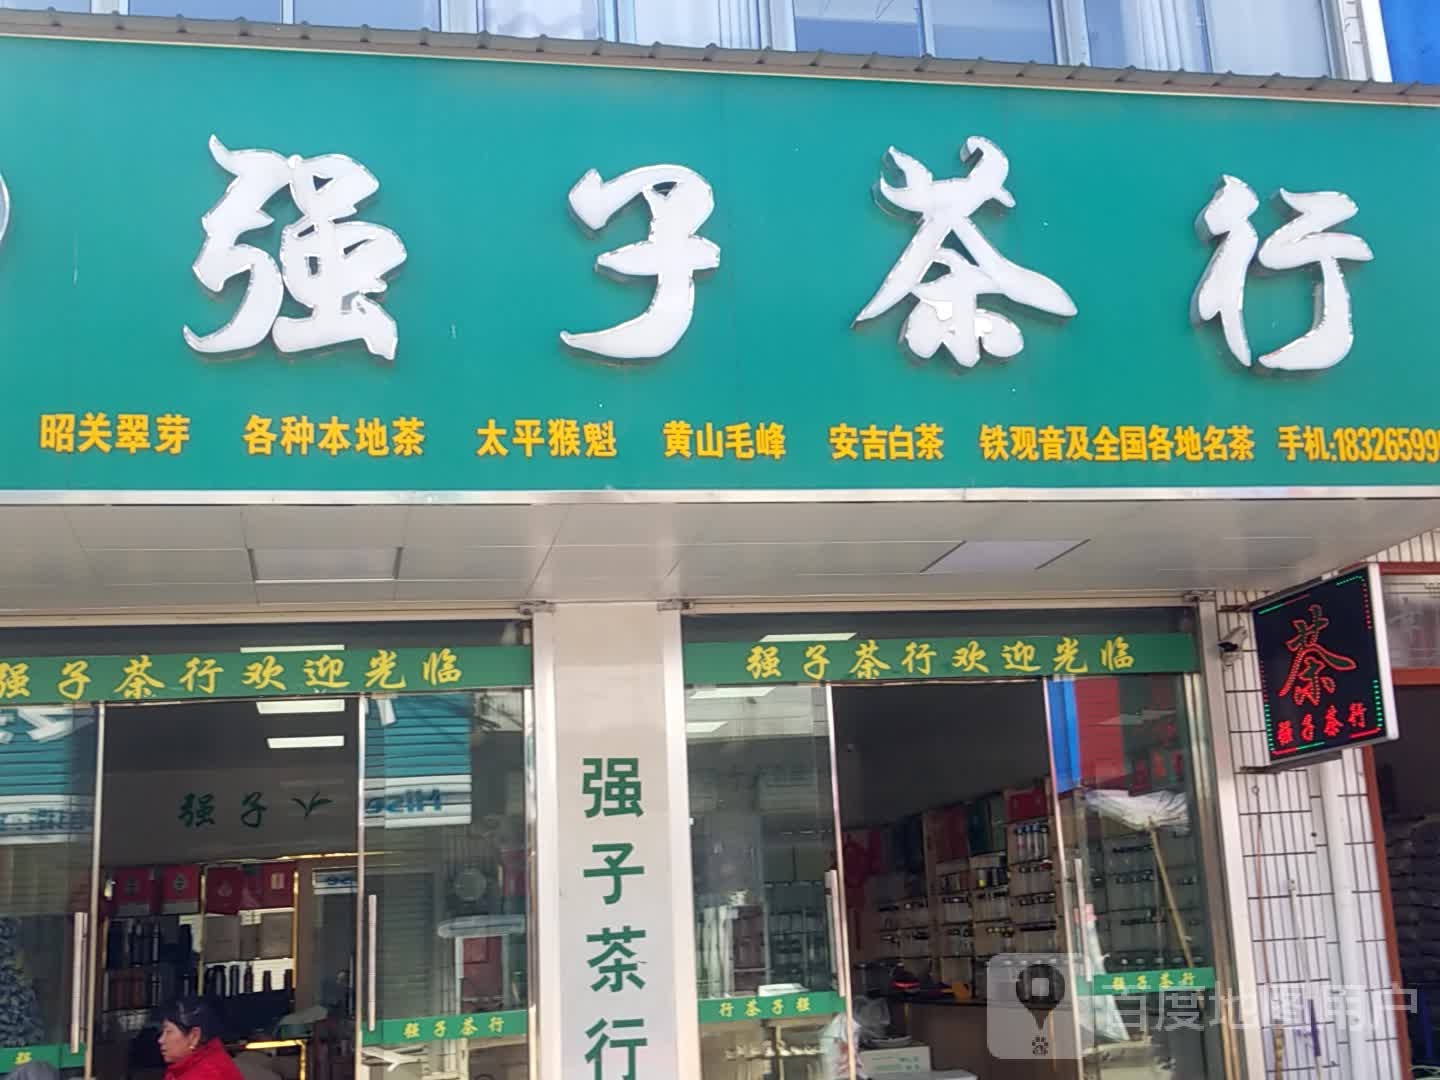 强子茶行
昭关翠芽 各种本地茶 太平猴魁 黄山毛峰 安吉白茶 铁观音及全国各地名茶 手机:18326599
强子茶行欢迎光临
强子茶行欢迎光临
茶
强子茶行
强子茶行
强子
强子茶行
强子茶行
强子茶行
强
百度地图用户